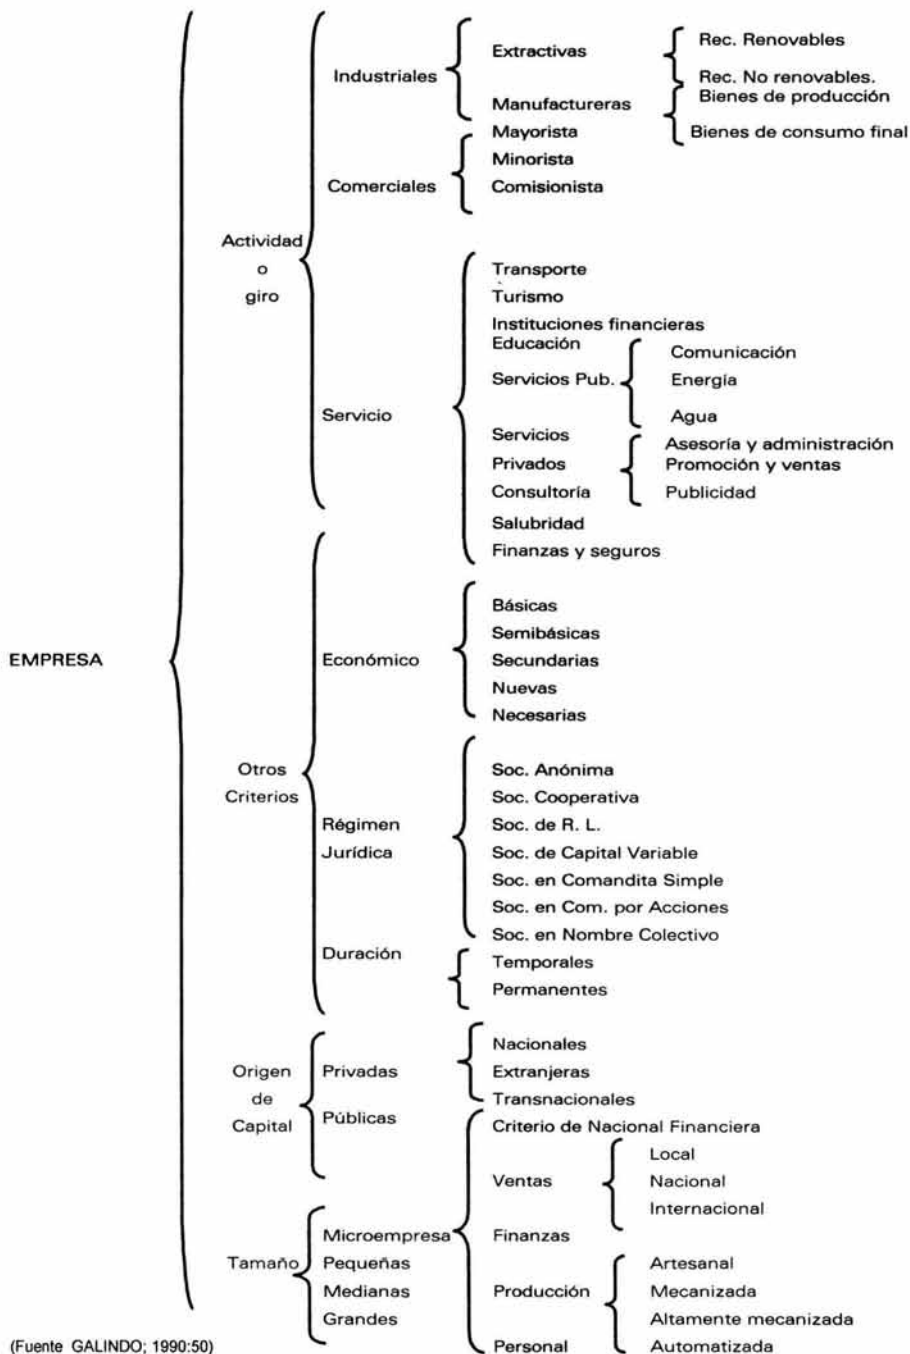 EMPRESA
Actividad
o
giro
Industriales
Extractivas
Rec. Renovables
Rec. No renovables.
Manufactureras
Bienes de producción
Bienes de consumo final
Comerciales
Mayorista
Minorista
Comisionista
Servicio
Transporte
Turismo
Instituciones financieras
Educación
Servicios Pub.
Comunicación
Energía
Agua
Servicios
Privados
Consultoría
Asesoría y administración
Promoción y ventas
Publicidad
Salubridad
Finanzas y seguros
Otros
Criterios
Económico
Básicas
Semibásicas
Secundarias
Nuevas
Necesarias
Régimen
Jurídica
Soc. Anónima
Soc. Cooperativa
Soc. de R. L.
Soc. de Capital Variable
Soc. en Comandita Simple
Soc. en Com. por Acciones
Soc. en Nombre Colectivo
Duración
Temporales
Permanentes
Origen
de
Capital
Privadas
Nacionales
Extranjeras
Transnacionales
Públicas
Tamaño
Microempresa
Pequeñas
Medianas
Grandes
Criterio de Nacional Financiera
Ventas
Local
Nacional
Internacional
Finanzas
Producción
Artesanal
Mecanizada
Altamente mecanizada
Automatizada
Personal
(Fuente GALINDO; 1990:50)